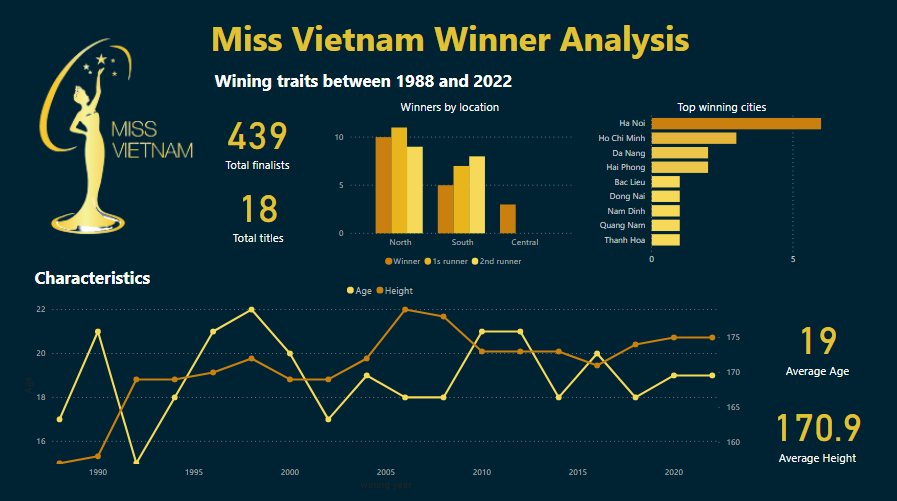 Miss Vietnam Winner Analysis
Wining traits between 1988 and 2022
MISS
VIETNAM
439
Total finalists
18
Total titles
Winners by location
10
5
0
North
South
Central
Winner
1s runner
2nd runner
Top winning cities
Ha Noi
Ho Chi Minh
Da Nang
Hai Phong
Bac Lieu
Dong Nai
Nam Dinh
Quang Nam
Thanh Hoa
0
5
Characteristics
Age
Height
22
20
18
16
175
170
165
160
1990
1995
2000
2005
2010
2015
2020
19
Average Age
170.9
Average Height